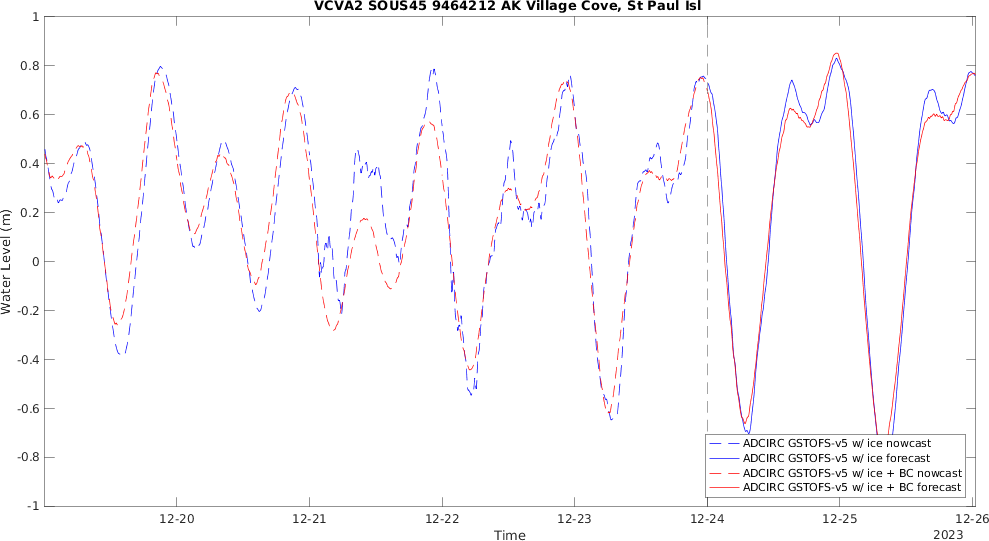 VCVA2 SOUS45 9464212 AK Village Cove, St Paul Isl
1
0.8
0.6
0.4
0.2
0
-0.2
-0.4
-0.6
-0.8
-1
Water Level (m)
ADCIRC GSTOFS-v5 w/ ice nowcast
ADCIRC GSTOFS-v5 w/ ice forecast
ADCIRC GSTOFS-v5 w/ ice + BC nowcast
ADCIRC GSTOFS-v5 w/ ice + BC forecast
12-20 12-21 12-22 12-23 12-24 12-25 12-26
Time
2023